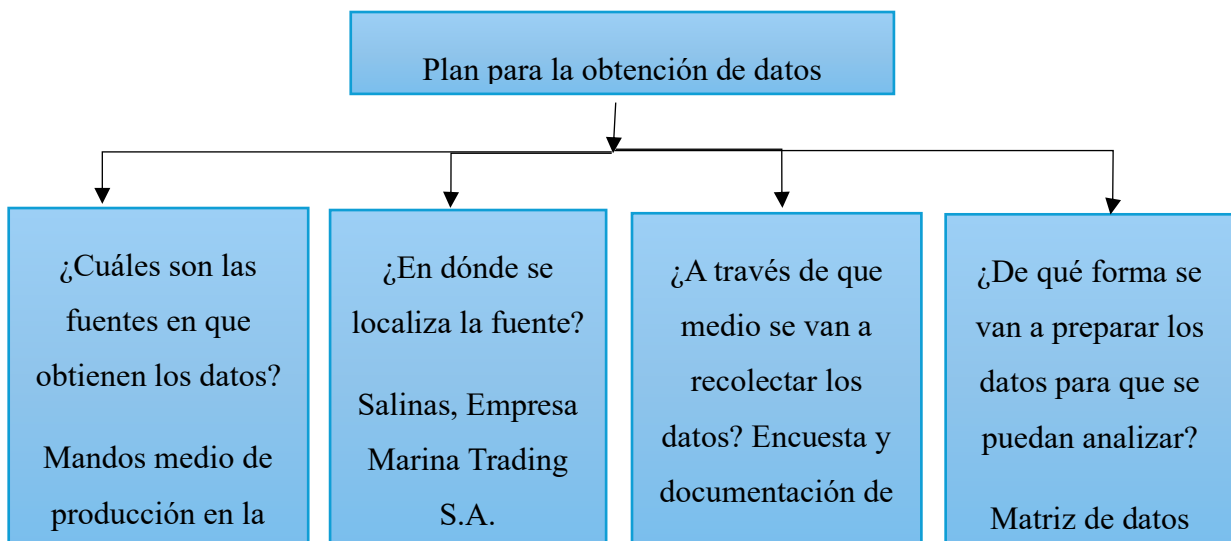 Plan para la obtención de datos
¿Cuáles son las
fuentes en que
obtienen los datos?
Mandos medio de
producción en la
¿En dónde se
localiza la fuente?
Salinas, Empresa
Marina Trading
S.A.
¿A través de que
medio se van a
recolectar los
datos? Encuesta y
documentación de
¿De qué forma se
van a preparar los
datos para que se
puedan analizar?
Matriz de datos